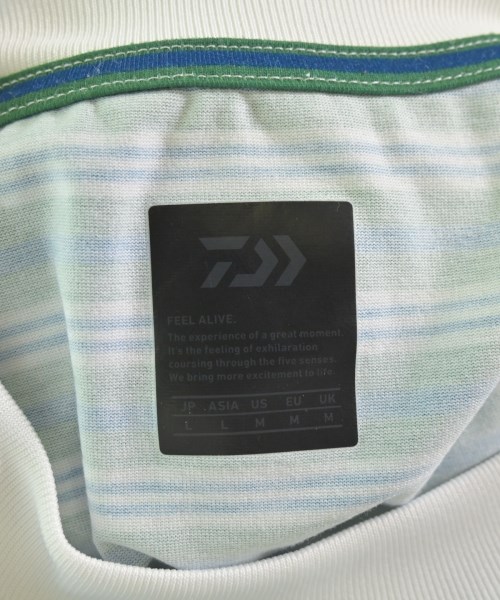 FEEL ALIVE.
The experience of a great moment.
It's the feeling of exhilaration
coursing through the five senses.
We bring more excitement to life.
JP ASIA US EU UK
L L M M M